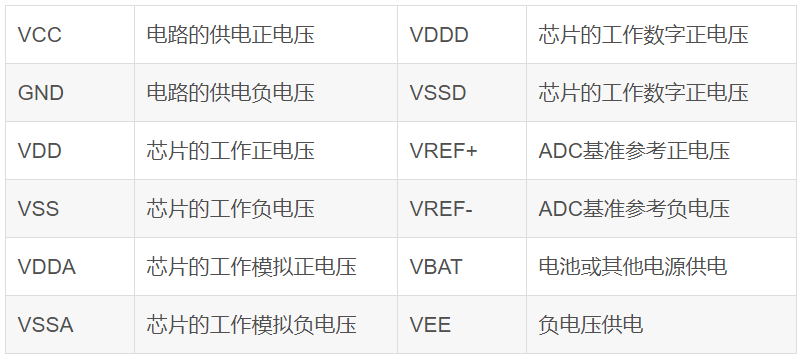 VCC 电路的供电正电压 VDDD 芯片的工作数字正电压
GND 电路的供电负电压 VSSD 芯片的工作数字正电压
VDD 芯片的工作正电压 VREF+ ADC基准参考正电压
VSS 芯片的工作负电压 VREF- ADC基准参考负电压
VDDA 芯片的工作模拟正电压 VBAT 电池或其他电源供电
VSSA 芯片的工作模拟负电压 VEE 负电压供电